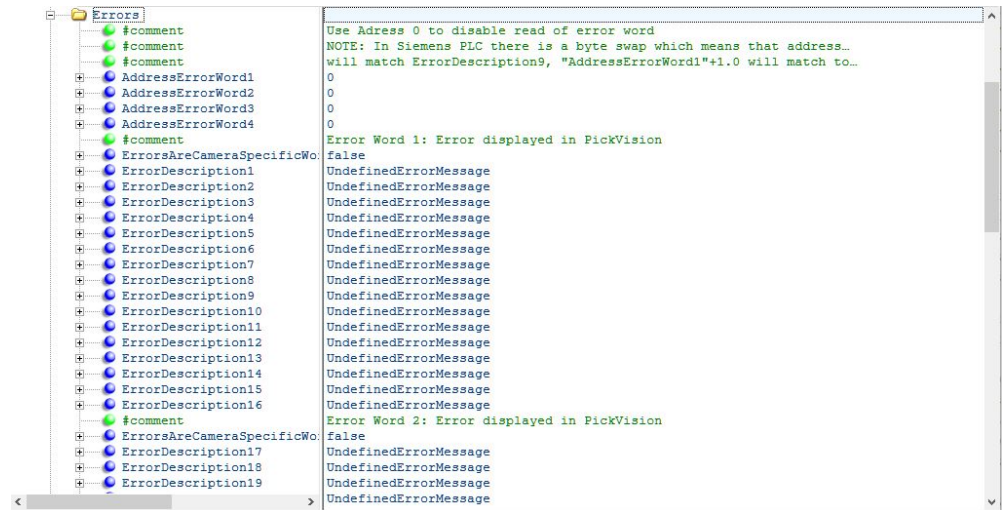 Errors
#comment Use Adress 0 to disable read of error word
#comment NOTE: In Siemens PLC there is a byte swap which means that address…
#comment will match ErrorDescription9, "AddressErrorWord1"+1.0 will match to…
AddressErrorWord1 0
AddressErrorWord2 0
AddressErrorWord3 0
AddressErrorWord4 0
#comment Error Word 1: Error displayed in PickVision
ErrorsAreCameraSpecificWo: false
ErrorDescription1 UndefinedErrorMessage
ErrorDescription2 UndefinedErrorMessage
ErrorDescription3 UndefinedErrorMessage
ErrorDescription4 UndefinedErrorMessage
ErrorDescription5 UndefinedErrorMessage
ErrorDescription6 UndefinedErrorMessage
ErrorDescription7 UndefinedErrorMessage
ErrorDescription8 UndefinedErrorMessage
ErrorDescription9 UndefinedErrorMessage
ErrorDescription10 UndefinedErrorMessage
ErrorDescription11 UndefinedErrorMessage
ErrorDescription12 UndefinedErrorMessage
ErrorDescription13 UndefinedErrorMessage
ErrorDescription14 UndefinedErrorMessage
ErrorDescription15 UndefinedErrorMessage
ErrorDescription16 UndefinedErrorMessage
#comment Error Word 2: Error displayed in PickVision
ErrorsAreCameraSpecificWo: false
ErrorDescription17 UndefinedErrorMessage
ErrorDescription18 UndefinedErrorMessage
ErrorDescription19 UndefinedErrorMessage
UndefinedErrorMessage